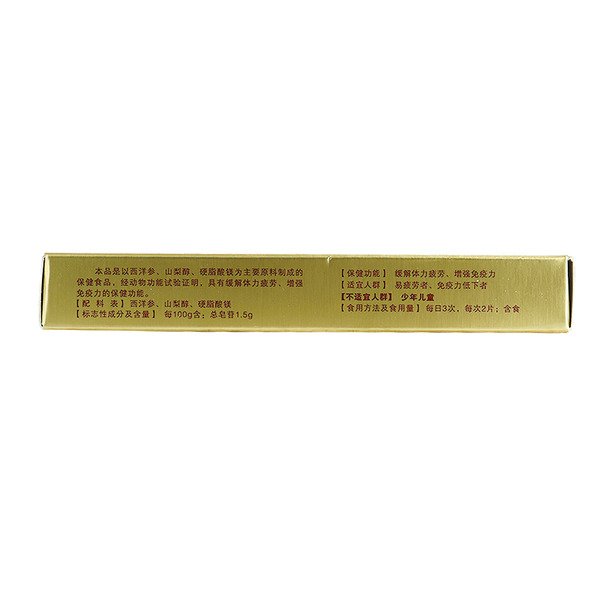 本品是以西洋参、山梨醇、硬脂酸镁为主要原料制成的
保健食品，经动物功能试验证明，具有缓解体力疲劳、增强
免疫力的保健功能。
【配 料 表】西洋参、山梨醇、硬脂酸镁
【标志性成分及含量】每100g含：总皂苷1.5g
【保健功能】缓解体力疲劳、增强免疫力
【适宜人群】易疲劳者、免疫力低下者
【不适宜人群】少年儿童
【食用方法及食用量】每日3次，每次2片；含食